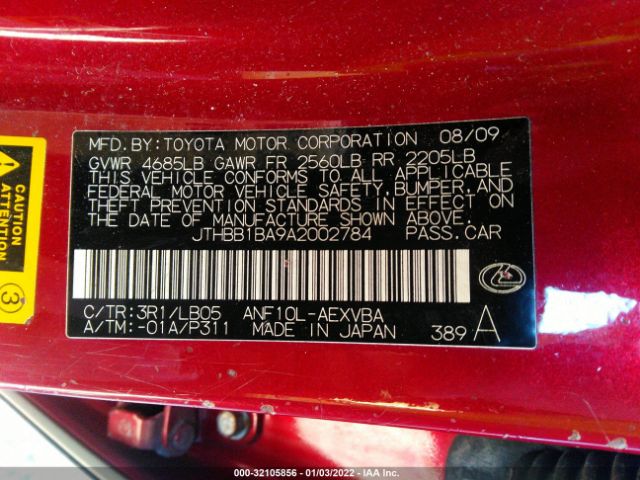 MFD. BY: TOYOTA MOTOR CORPORATION 08/09
GVWR 4685LB GAWR FR 2560LB RR 2205LB
THIS VEHICLE CONFORMS TO ALL APPLICABLE
FEDERAL MOTOR VEHICLE SAFETY, BUMPER, AND
THEFT PREVENTION STANDARDS IN EFFECT ON
THE DATE OF MANUFACTURE SHOWN ABOVE.
JTHBB1BA9A2002784 PASS. CAR
C/TR: 3R1/LB05 ANF10L-AEXVBA
A/TM: -01A/P311 MADE IN JAPAN 389 A
CAUTION
ATTENTION
3
000-32105856 - 01/03/2022 - IAA Inc.